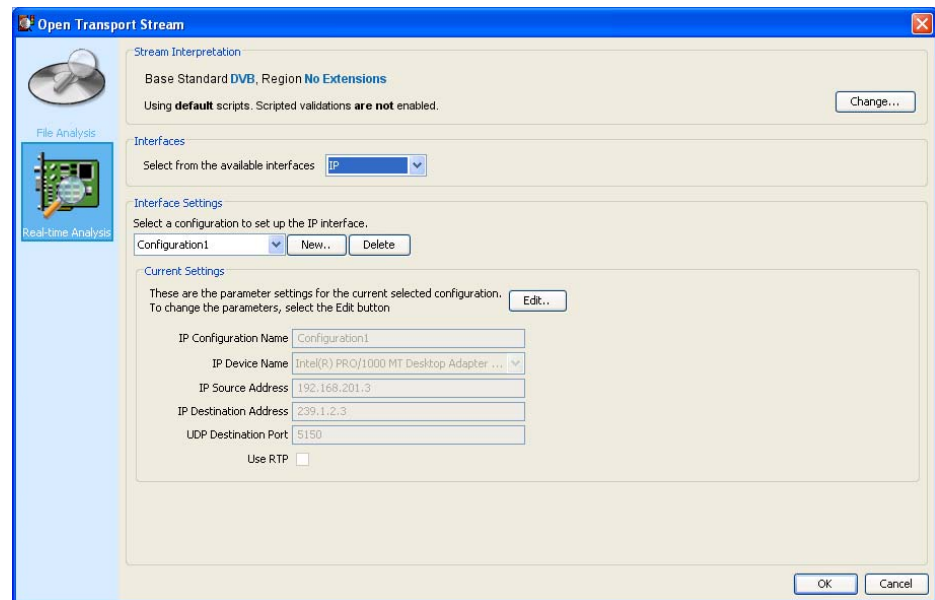 Open Transport Stream
File Analysis
Real-time Analysis
Stream Interpretation
Base Standard DVB, Region No Extensions
Using default scripts. Scripted validations are not enabled.
Change...
Interfaces
Select from the available interfaces IP
Interface Settings
Select a configuration to set up the IP interface.
Configuration1 New.. Delete
Current Settings
These are the parameter settings for the current selected configuration.
To change the parameters, select the Edit button
Edit..
IP Configuration Name Configuration1
IP Device Name Intel(R) PRO/1000 MT Desktop Adapter ...
IP Source Address 192.168.201.3
IP Destination Address 239.1.2.3
UDP Destination Port 5150
Use RTP
OK Cancel